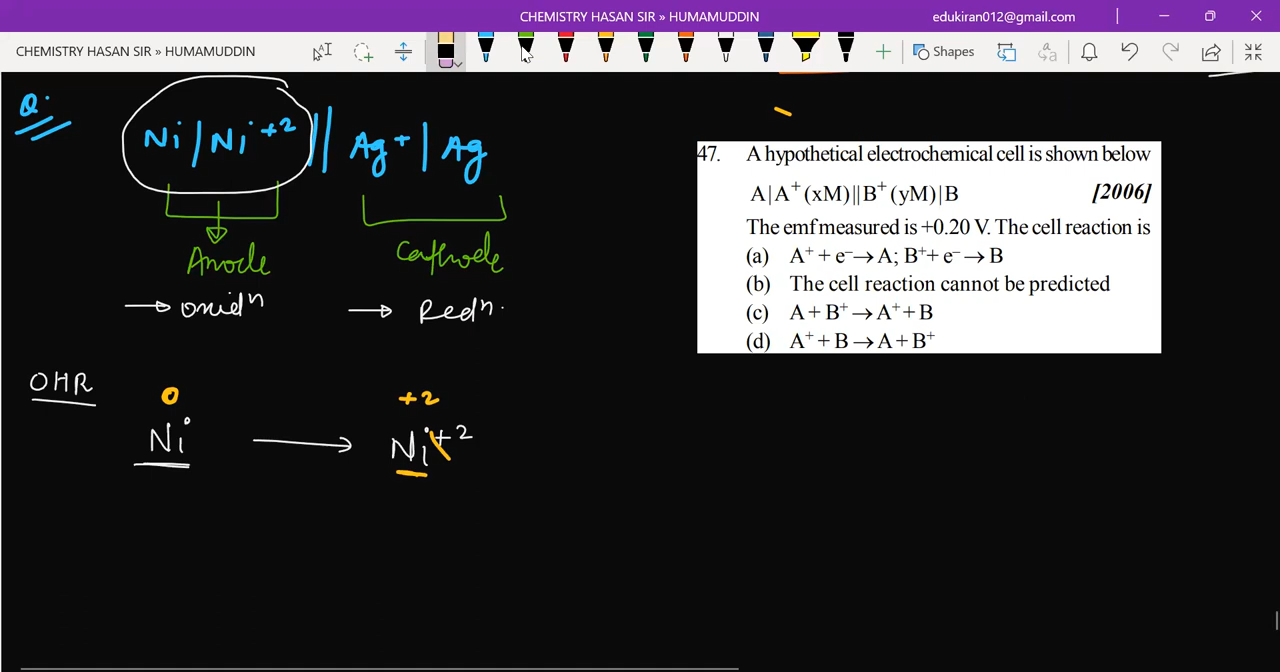 CHEMISTRY HASAN SIR » HUMAMUDDIN
edukiran012@gmail.com
CHEMISTRY HASAN SIR » HUMAMUDDIN
Shapes
Q.
Ni | Ni+2 || Ag+ | Ag
Anode
Cathode
→ Oxidn
→ Redn.
OHR
0
+2
Ni → Ni+2
47. A hypothetical electrochemical cell is shown below
A|A+(xM)||B+(yM)|B [2006]
The emf measured is +0.20 V. The cell reaction is
(a) A+ + e– → A; B+ + e– → B
(b) The cell reaction cannot be predicted
(c) A + B+ → A+ + B
(d) A+ + B → A + B+